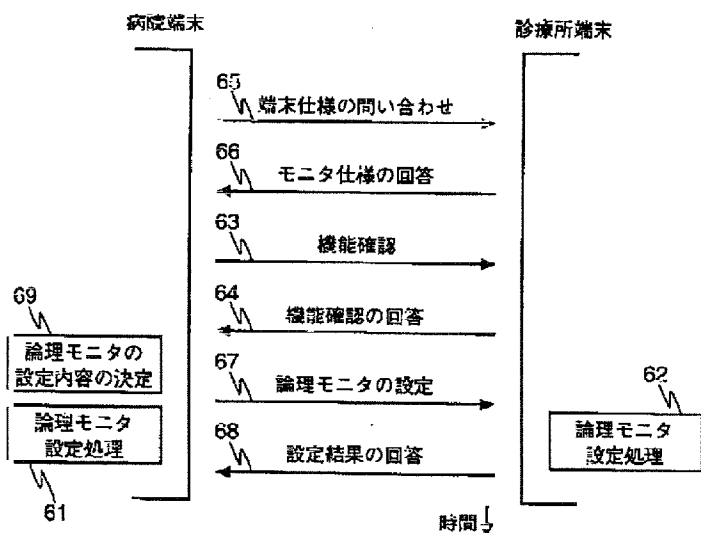 病院端末
診療所端末
65
端末仕様の問い合わせ
66
モニタ仕様の回答
63
機能確認
64
機能確認の回答
69
論理モニタの
設定内容の決定
67
論理モニタの設定
62
論理モニタ
設定処理
論理モニタ
設定処理
68
設定結果の回答
61
時間